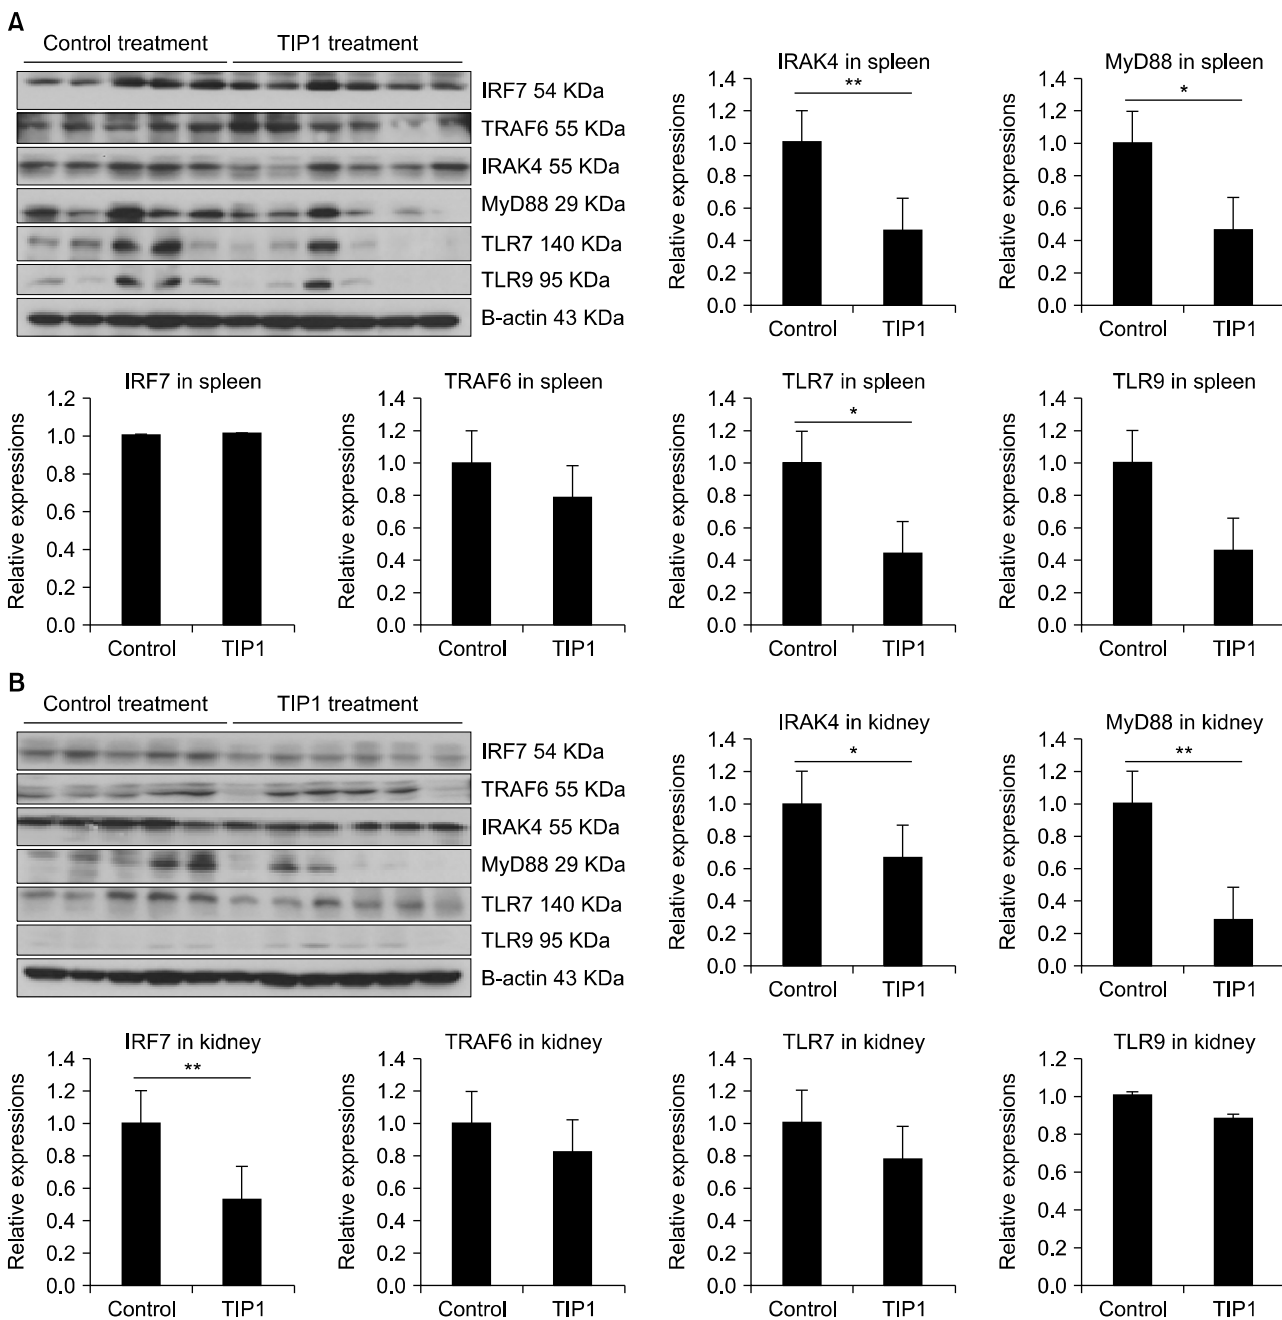 A
Control treatment TIP1 treatment
IRF7 54 KDa
TRAF6 55 KDa
IRAK4 55 KDa
MyD88 29 KDa
TLR7 140 KDa
TLR9 95 KDa
B-actin 43 KDa
IRAK4 in spleen
Relative expressions
1.4
1.2
1.0
0.8
0.6
0.4
0.2
0.0
**
Control TIP1
MyD88 in spleen
Relative expressions
1.4
1.2
1.0
0.8
0.6
0.4
0.2
0.0
*
Control TIP1
IRF7 in spleen
Relative expressions
1.2
1.0
0.8
0.6
0.4
0.2
0.0
Control TIP1
TRAF6 in spleen
Relative expressions
1.4
1.2
1.0
0.8
0.6
0.4
0.2
0.0
Control TIP1
TLR7 in spleen
Relative expressions
1.4
1.2
1.0
0.8
0.6
0.4
0.2
0.0
*
Control TIP1
TLR9 in spleen
Relative expressions
1.4
1.2
1.0
0.8
0.6
0.4
0.2
0.0
Control TIP1
B
Control treatment TIP1 treatment
IRF7 54 KDa
TRAF6 55 KDa
IRAK4 55 KDa
MyD88 29 KDa
TLR7 140 KDa
TLR9 95 KDa
B-actin 43 KDa
IRAK4 in kidney
Relative expressions
1.4
1.2
1.0
0.8
0.6
0.4
0.2
0.0
*
Control TIP1
MyD88 in kidney
Relative expressions
1.4
1.2
1.0
0.8
0.6
0.4
0.2
0.0
**
Control TIP1
IRF7 in kidney
Relative expressions
1.4
1.2
1.0
0.8
0.6
0.4
0.2
0.0
**
Control TIP1
TRAF6 in kidney
Relative expressions
1.4
1.2
1.0
0.8
0.6
0.4
0.2
0.0
Control TIP1
TLR7 in kidney
Relative expressions
1.4
1.2
1.0
0.8
0.6
0.4
0.2
0.0
Control TIP1
TLR9 in kidney
Relative expressions
1.2
1.0
0.8
0.6
0.4
0.2
0.0
Control TIP1